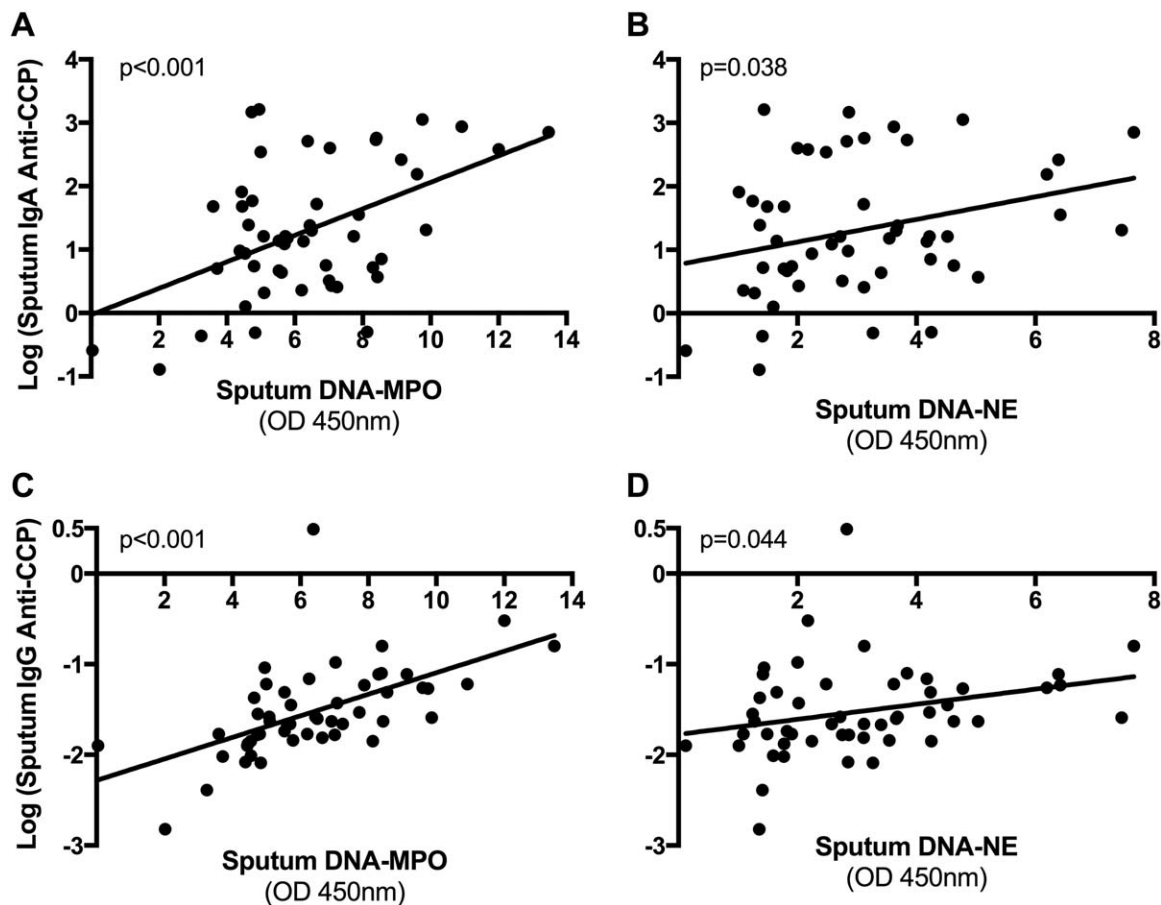 A
Log (Sputum IgA Anti-CCP)
p<0.001
4
3
2
1
0
-1
2 4 6 8 10 12 14
Sputum DNA-MPO
(OD 450nm)
B
p=0.038
4
3
2
1
0
-1
2 4 6 8
Sputum DNA-NE
(OD 450nm)
C
Log (Sputum IgG Anti-CCP)
p<0.001
0.5
0
2 4 6 8 10 12 14
-1
-2
-3
Sputum DNA-MPO
(OD 450nm)
D
p=0.044
0.5
0
2 4 6 8
-1
-2
-3
Sputum DNA-NE
(OD 450nm)